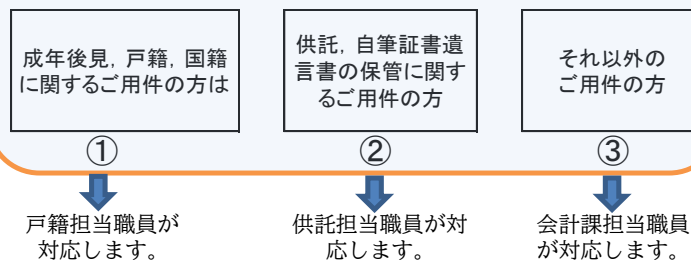 成年後見，戸籍，国籍
に関するご用件の方は
供託，自筆証書遺
言書の保管に関す
るご用件の方
それ以外の
ご用件の方
①
②
③
戸籍担当職員が
対応します。
供託担当職員が対
応します。
会計課担当職員
が対応します。